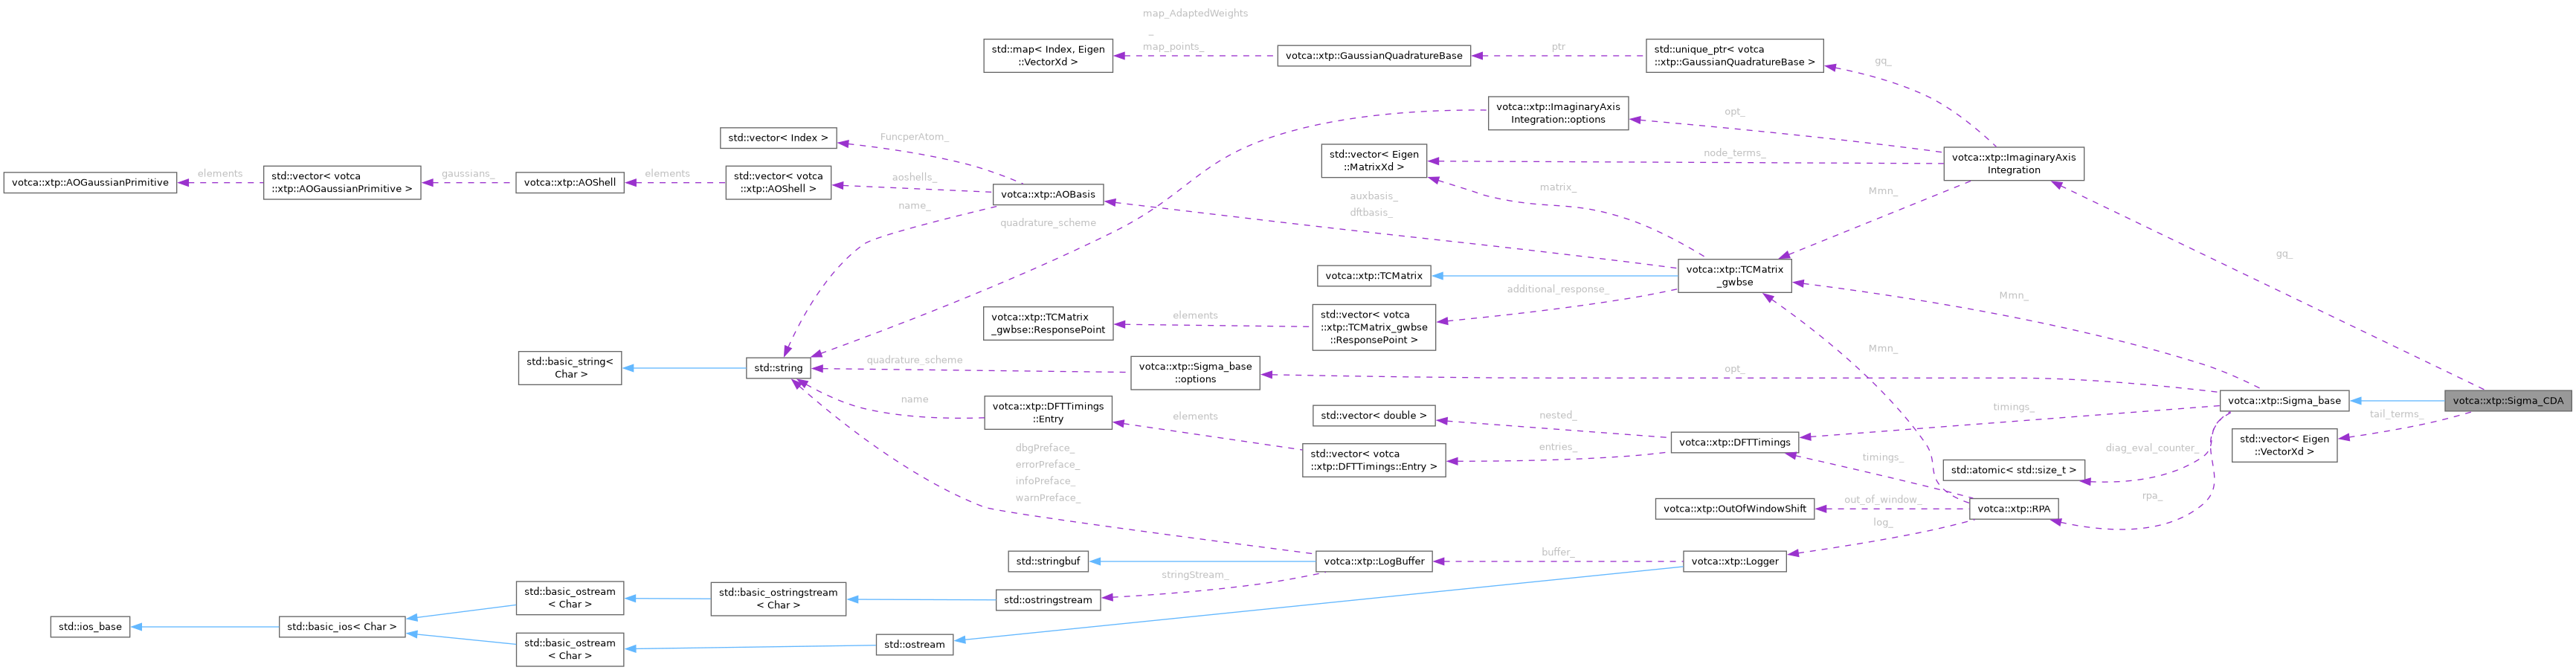 map_AdaptedWeights
_
map_points_
std::map< Index, Eigen
::VectorXd >
votca::xtp::GaussianQuadratureBase
ptr
std::unique_ptr< votca
::xtp::GaussianQuadratureBase >
gq_
votca::xtp::ImaginaryAxis
Integration::options
opt_
std::vector< Index >
FuncperAtom_
std::vector< Eigen
::MatrixXd >
node_terms_
votca::xtp::ImaginaryAxis
Integration
votca::xtp::AOGaussianPrimitive
elements
std::vector< votca
::xtp::AOGaussianPrimitive >
gaussians_
votca::xtp::AOShell
elements
std::vector< votca
::xtp::AOShell >
aoshells_
votca::xtp::AOBasis
matrix_
Mmn_
auxbasis_
dftbasis_
name_
quadrature_scheme
gq_
votca::xtp::TCMatrix
votca::xtp::TCMatrix
_gwbse
additional_response_
Mmn_
votca::xtp::TCMatrix
_gwbse::ResponsePoint
elements
std::vector< votca
::xtp::TCMatrix_gwbse
::ResponsePoint >
Mmn_
std::basic_string<
Char >
std::string
quadrature_scheme
votca::xtp::Sigma_base
::options
opt_
votca::xtp::DFTTimings
::Entry
name
elements
std::vector< double >
nested_
timings_
votca::xtp::Sigma_base
votca::xtp::Sigma_CDA
tail_terms_
std::vector< Eigen
::VectorXd >
votca::xtp::DFTTimings
entries_
std::vector< votca
::xtp::DFTTimings::Entry >
diag_eval_counter_
timings_
std::atomic< std::size_t >
dbgPreface_
errorPreface_
infoPreface_
warnPreface_
rpa_
out_of_window_
votca::xtp::OutOfWindowShift
votca::xtp::RPA
log_
std::stringbuf
votca::xtp::LogBuffer
buffer_
votca::xtp::Logger
stringStream_
std::basic_ostream
< Char >
std::basic_ostringstream
< Char >
std::ostringstream
std::ios_base
std::basic_ios< Char >
std::basic_ostream
< Char >
std::ostream